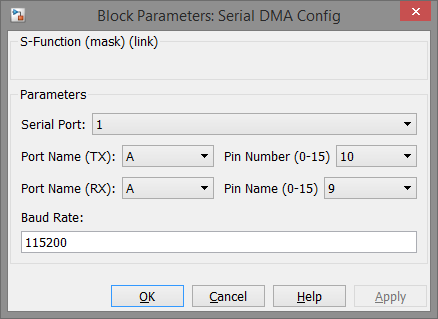 Block Parameters: Serial DMA Config
S-Function (mask) (link)
Parameters
Serial Port: 1
Port Name (TX): A Pin Number (0-15) 10
Port Name (RX): A Pin Name (0-15) 9
Baud Rate:
115200
OK Cancel Help Apply